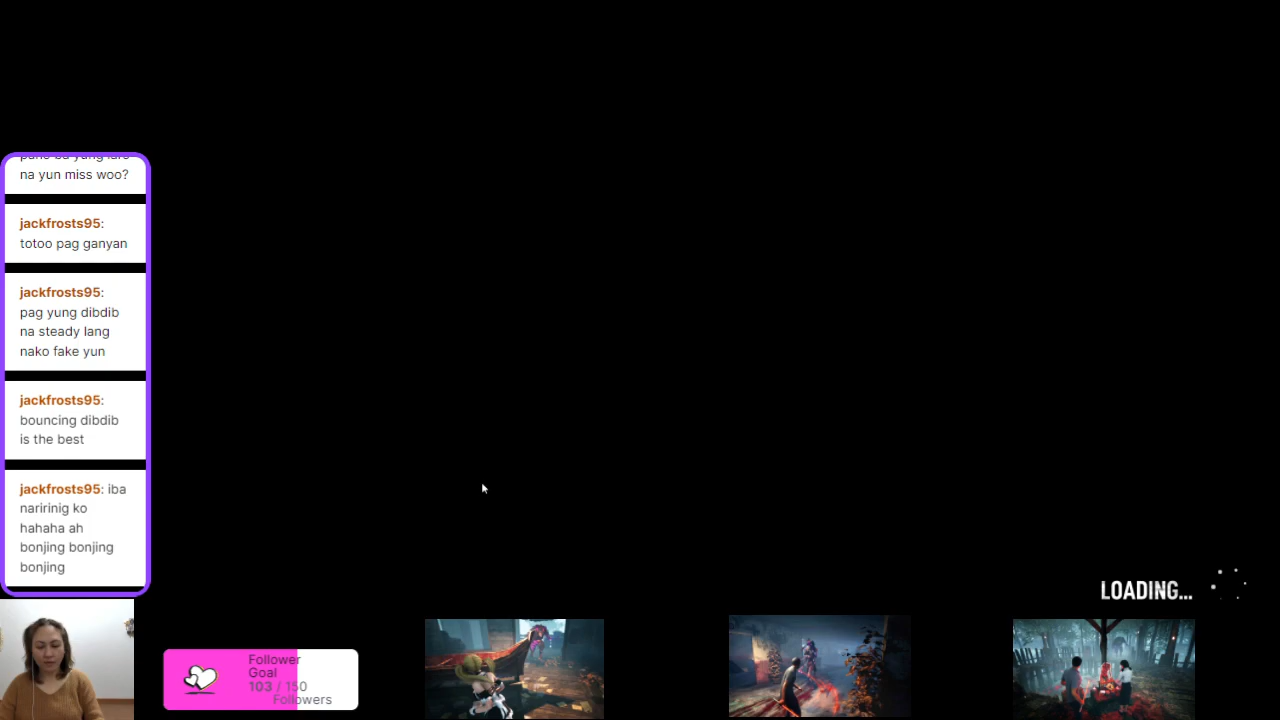 na yun miss woo?
jackfrosts95:
totoo pag ganyan
jackfrosts95:
pag yung dibdib
na steady lang
nako fake yun
jackfrosts95:
bouncing dibdib
is the best
jackfrosts95: iba
naririnig ko
hahaha ah
bonjing bonjing
bonjing
LOADING...
Follower
Goal
103 / 150
Followers